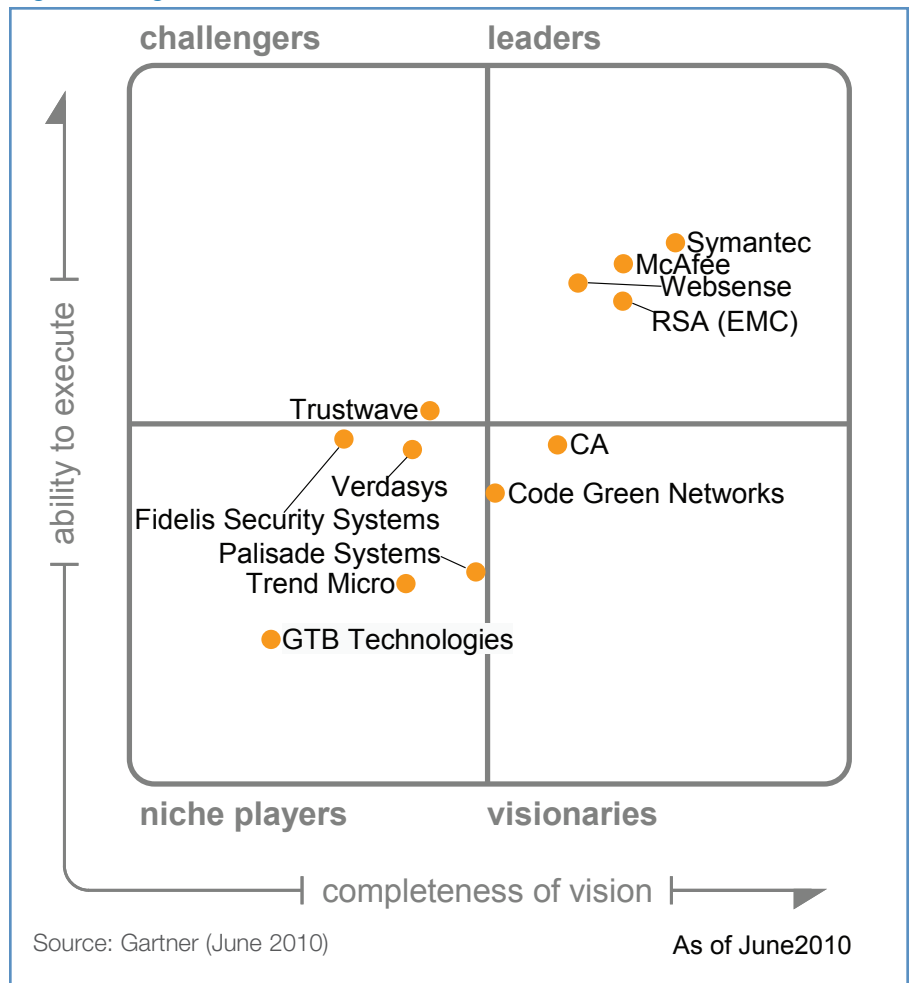 challengers
leaders
Symantec
McAfee
Websense
RSA (EMC)
Trustwave
CA
Verdasys
Code Green Networks
Fidelis Security Systems
Palisade Systems
Trend Micro
GTB Technologies
ability to execute
niche players
visionaries
completeness of vision
Source: Gartner (June 2010)
As of June2010